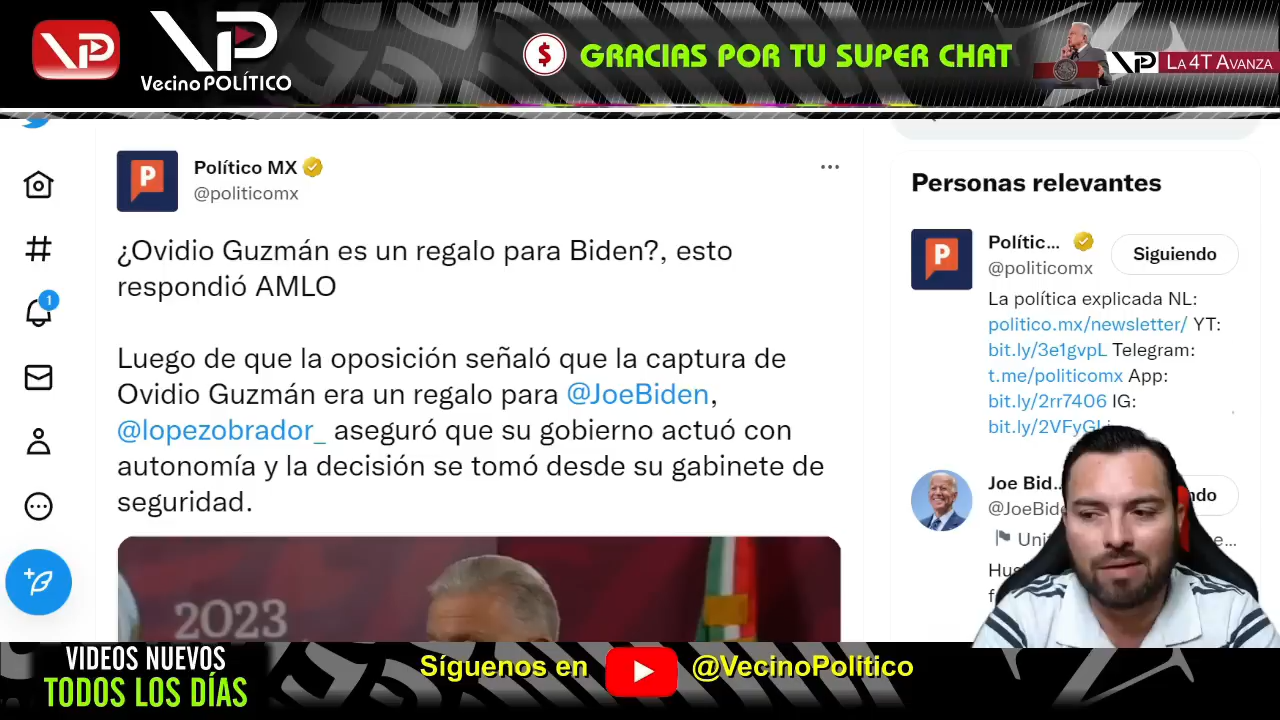 VP
VP
Vecino POLÍTICO
$ GRACIAS POR TU SUPER CHAT
VP LA 4T AVANZA
Político MX
@politicomx
¿Ovidio Guzmán es un regalo para Biden?, esto
respondió AMLO
Luego de que la oposición señaló que la captura de
Ovidio Guzmán era un regalo para @JoeBiden,
@lopezobrador_ aseguró que su gobierno actuó con
autonomía y la decisión se tomó desde su gabinete de
seguridad.
2023
1
Personas relevantes
Polític...
@politicomx
Siguiendo
La política explicada NL:
politico.mx/newsletter/ YT:
bit.ly/3e1gvpL Telegram:
t.me/politicomx App:
bit.ly/2rr7406 IG:
Joe Bid...
VIDEOS NUEVOS
TODOS LOS DÍAS
Síguenos en @VecinoPolitico